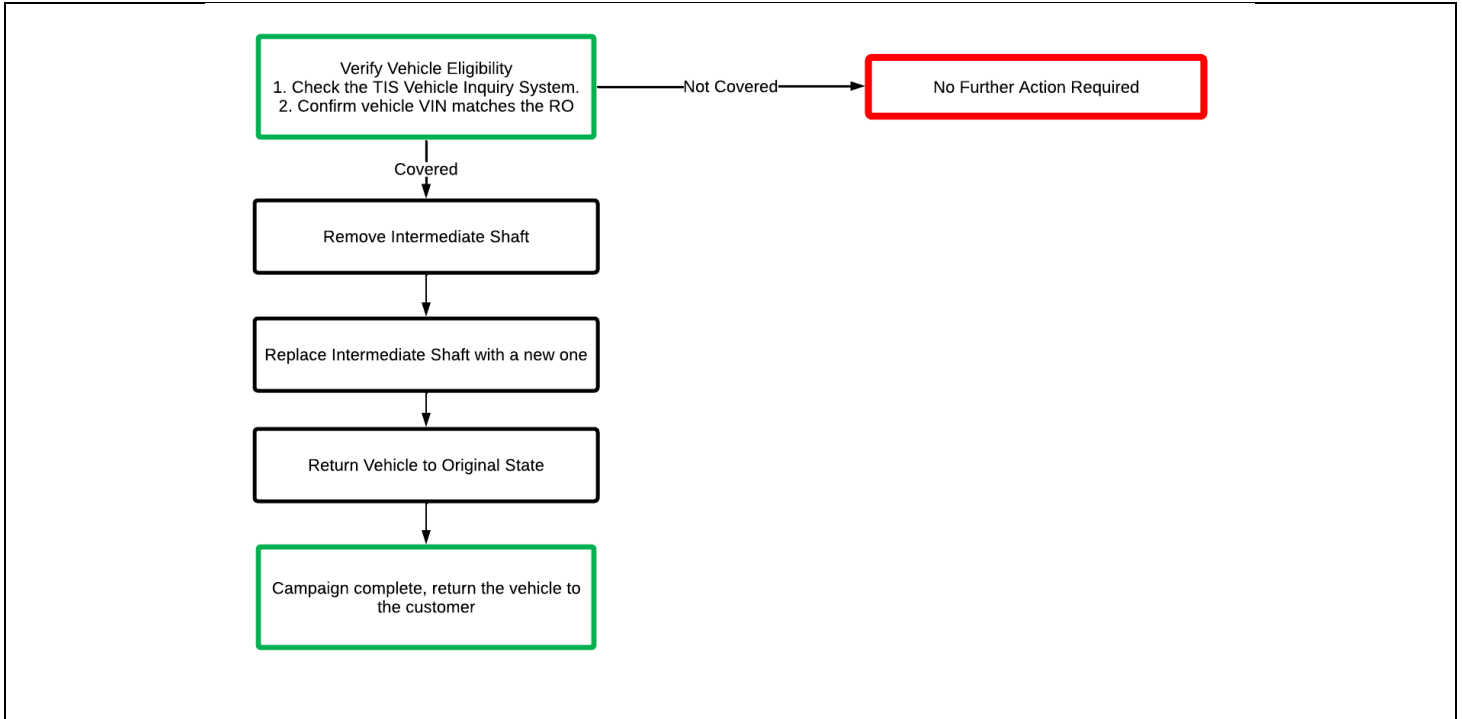 Verify Vehicle Eligibility
1. Check the TIS Vehicle Inquiry System.
2. Confirm vehicle VIN matches the RO
Not Covered
No Further Action Required
Covered
Remove Intermediate Shaft
Replace Intermediate Shaft with a new one
Return Vehicle to Original State
Campaign complete, return the vehicle to
the customer